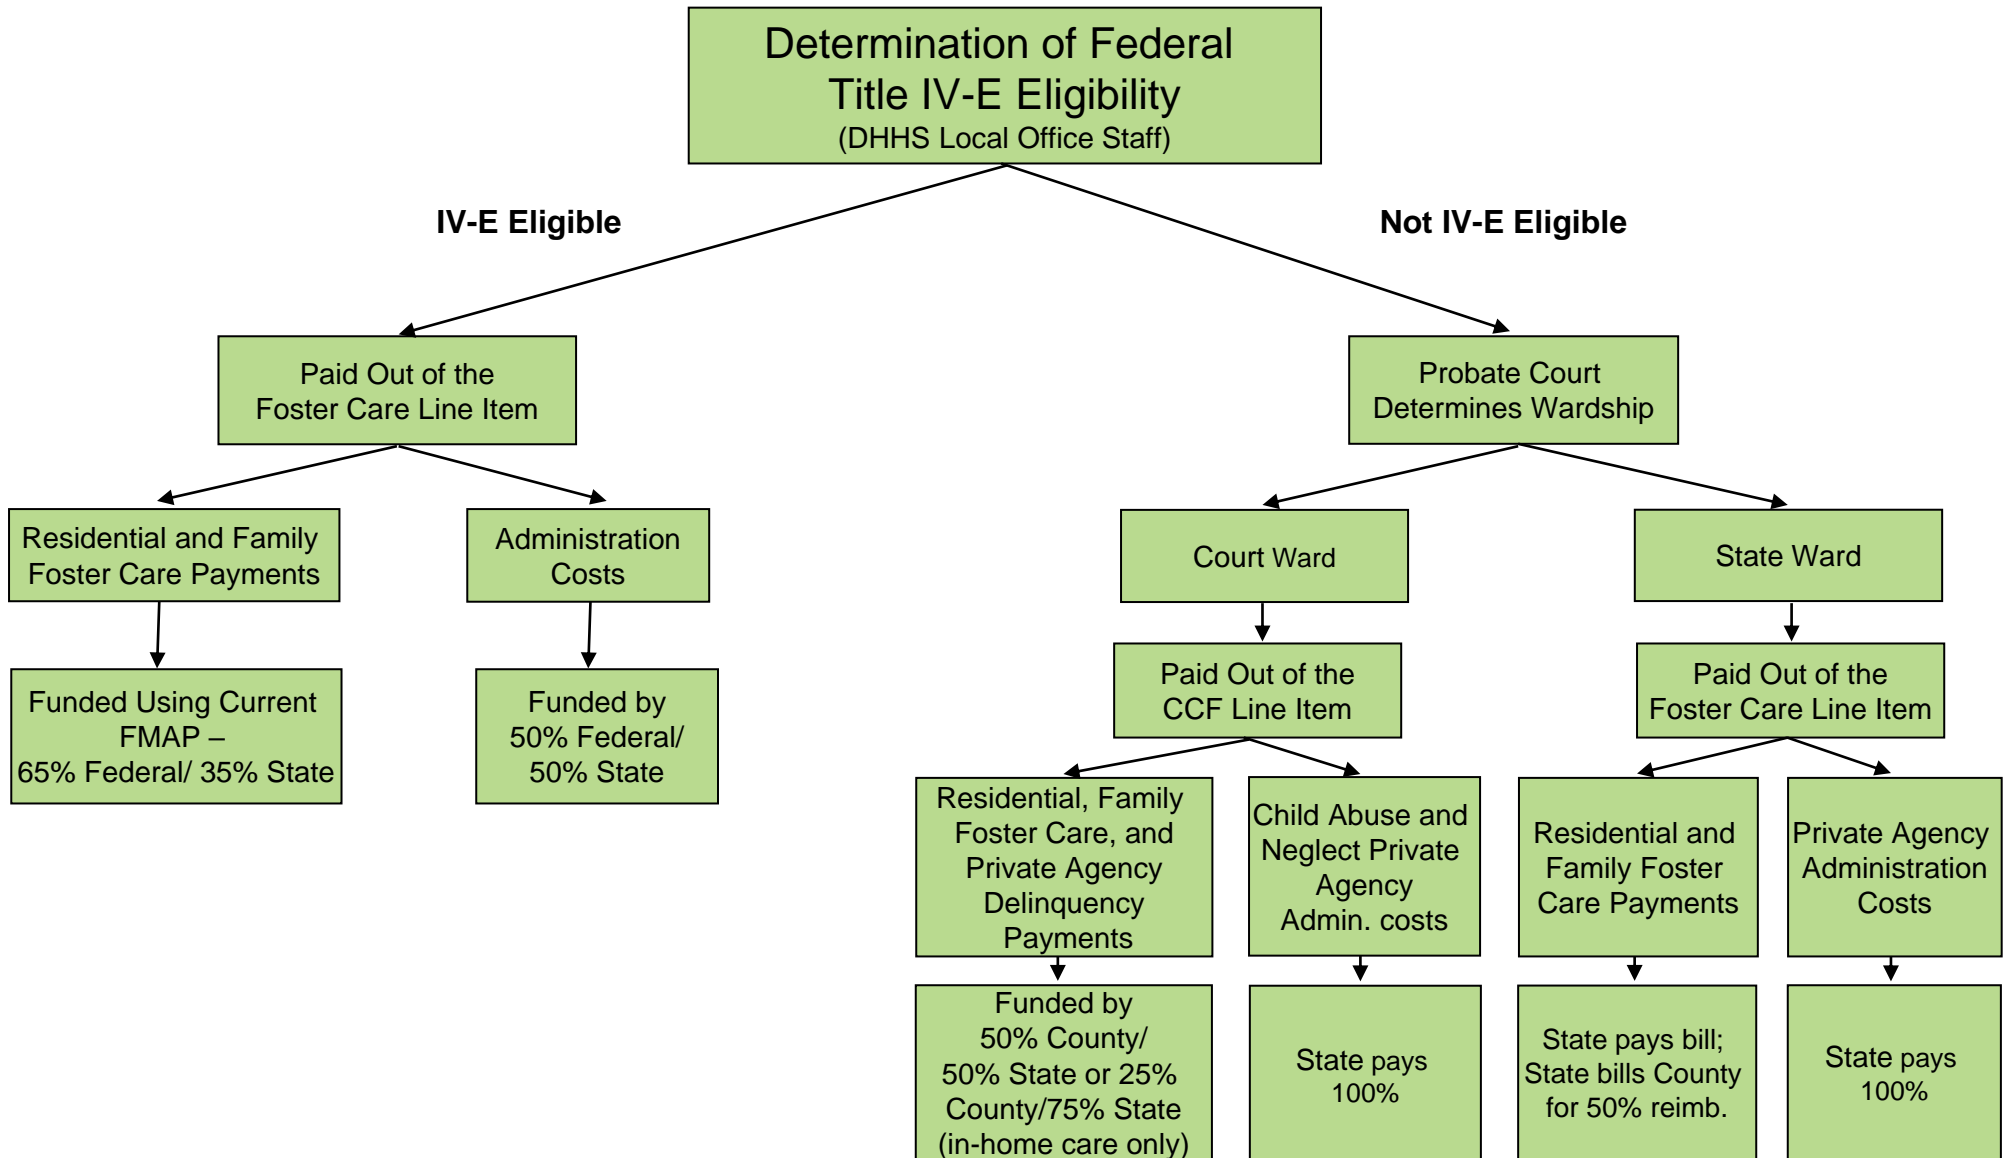 Determination of Federal
Title IV-E Eligibility
(DHHS Local Office Staff)
IV-E Eligible
Not IV-E Eligible
Paid Out of the
Foster Care Line Item
Probate Court
Determines Wardship
Residential and Family
Foster Care Payments
Administration
Costs
Court Ward
State Ward
Funded Using Current
FMAP –
65% Federal/ 35% State
Funded by
50% Federal/
50% State
Paid Out of the
CCF Line Item
Paid Out of the
Foster Care Line Item
Residential, Family
Foster Care, and
Private Agency
Delinquency
Payments
Child Abuse and
Neglect Private
Agency
Admin. costs
Residential and
Family Foster
Care Payments
Private Agency
Administration
Costs
Funded by
50% County/
50% State or 25%
County/75% State
(in-home care only)
State pays
100%
State pays bill;
State bills County
for 50% reimb.
State pays
100%